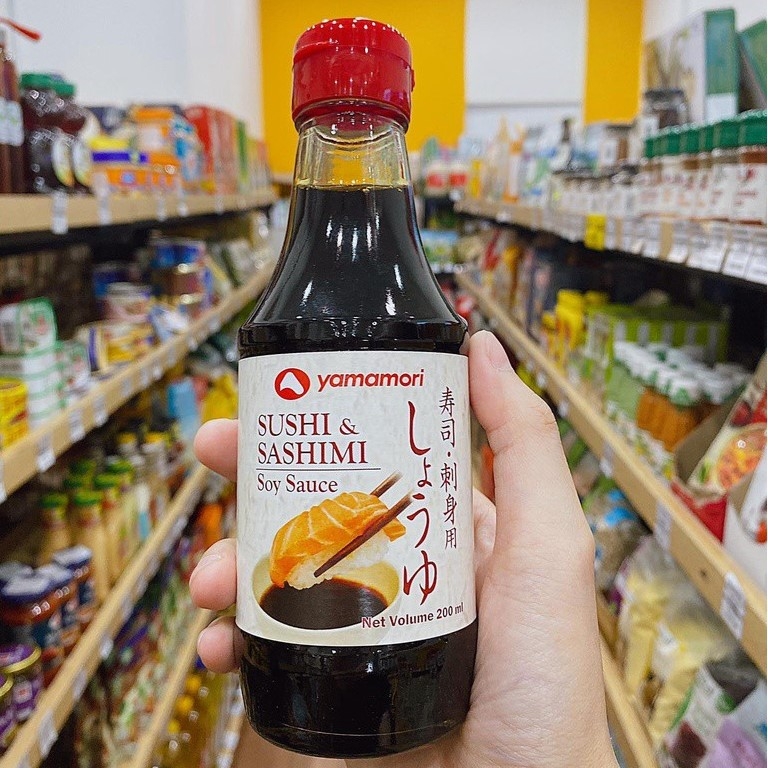 yamamori
SUSHI &
SASHIMI
Soy Sauce
寿司・刺身用
しょうゆ
Net Volume 200 ml